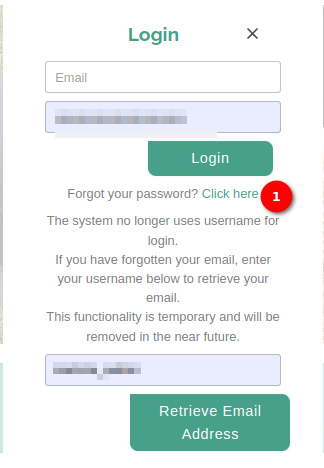 Login
Email
Login
Forgot your password? Click here
1
The system no longer uses username for
login.
If you have forgotten your email, enter
your username below to retrieve your
email.
This functionality is temporary and will be
removed in the near future.
Retrieve Email
Address